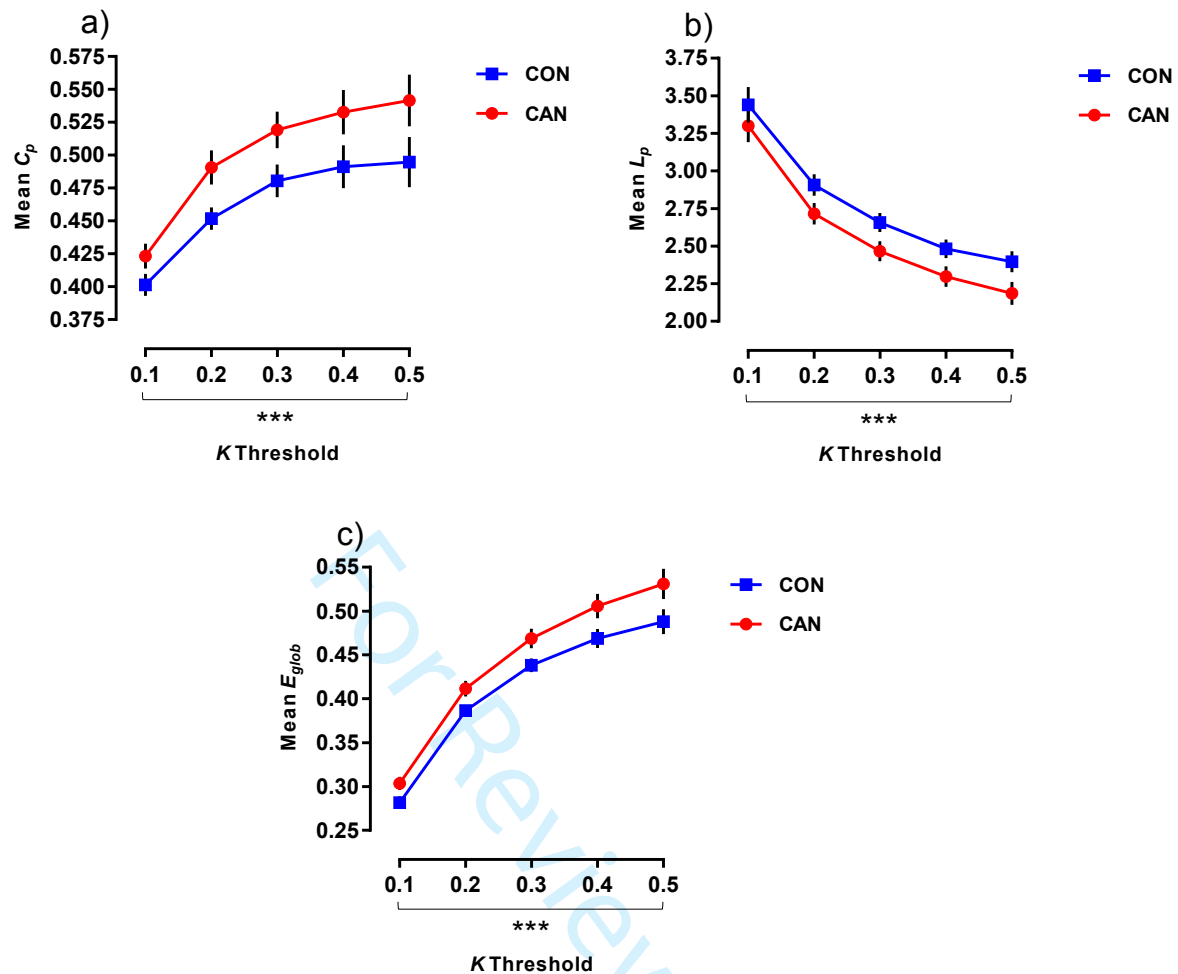 a)
0.575
0.550
0.525
0.500
0.475
0.450
0.425
0.400
0.375
Mean Cp
CON
CAN
0.1 0.2 0.3 0.4 0.5
***
K Threshold
b)
3.50
3.25
3.00
2.75
2.50
2.25
2.00
Mean Lp
CON
CAN
0.1 0.2 0.3 0.4 0.5
***
K Threshold
c)
0.55
0.50
0.45
0.40
0.35
0.30
0.25
Mean Eglob
CON
CAN
0.1 0.2 0.3 0.4 0.5
***
K Threshold
For Review